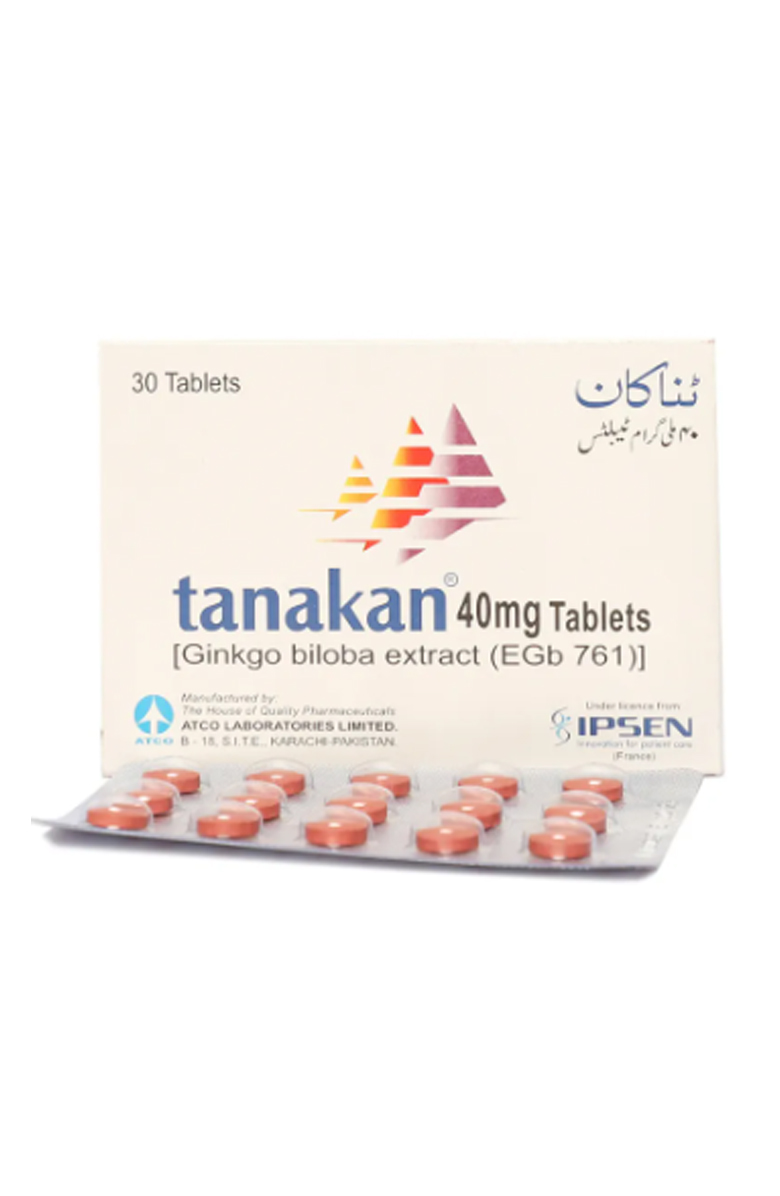 30 Tablets
ٹناکان
۴۰ ملی گرام ٹیبلٹس
tanakan® 40mg Tablets
[Ginkgo biloba extract (EGb 761)]
Manufactured by:
The House of Quality Pharmaceuticals
ATCO LABORATORIES LIMITED.
B - 18, S.I.T.E., KARACHI-PAKISTAN.
ATCO
Under licence from
IPSEN
Innovation for patient care
(France)